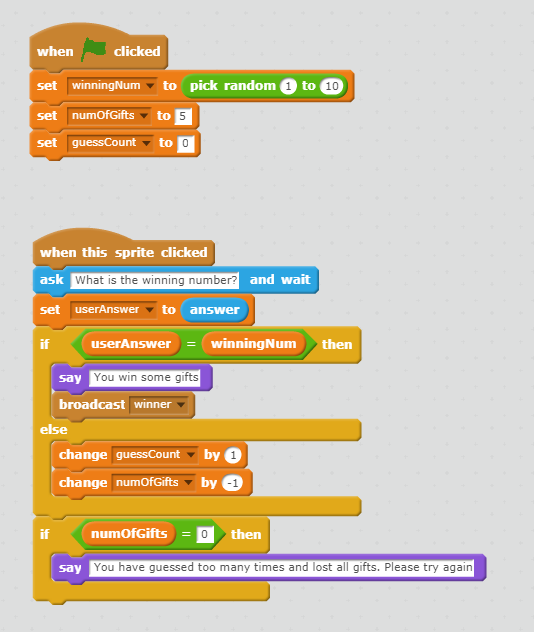 when clicked
set winningNum to pick random 1 to 10
set numOfGifts to 5
set guessCount to 0
when this sprite clicked
ask What is the winning number? and wait
set userAnswer to answer
if userAnswer = winningNum then
say You win some gifts
broadcast winner
else
change guessCount by 1
change numOfGifts by -1
if numOfGifts = 0 then
say You have guessed too many times and lost all gifts. Please try again